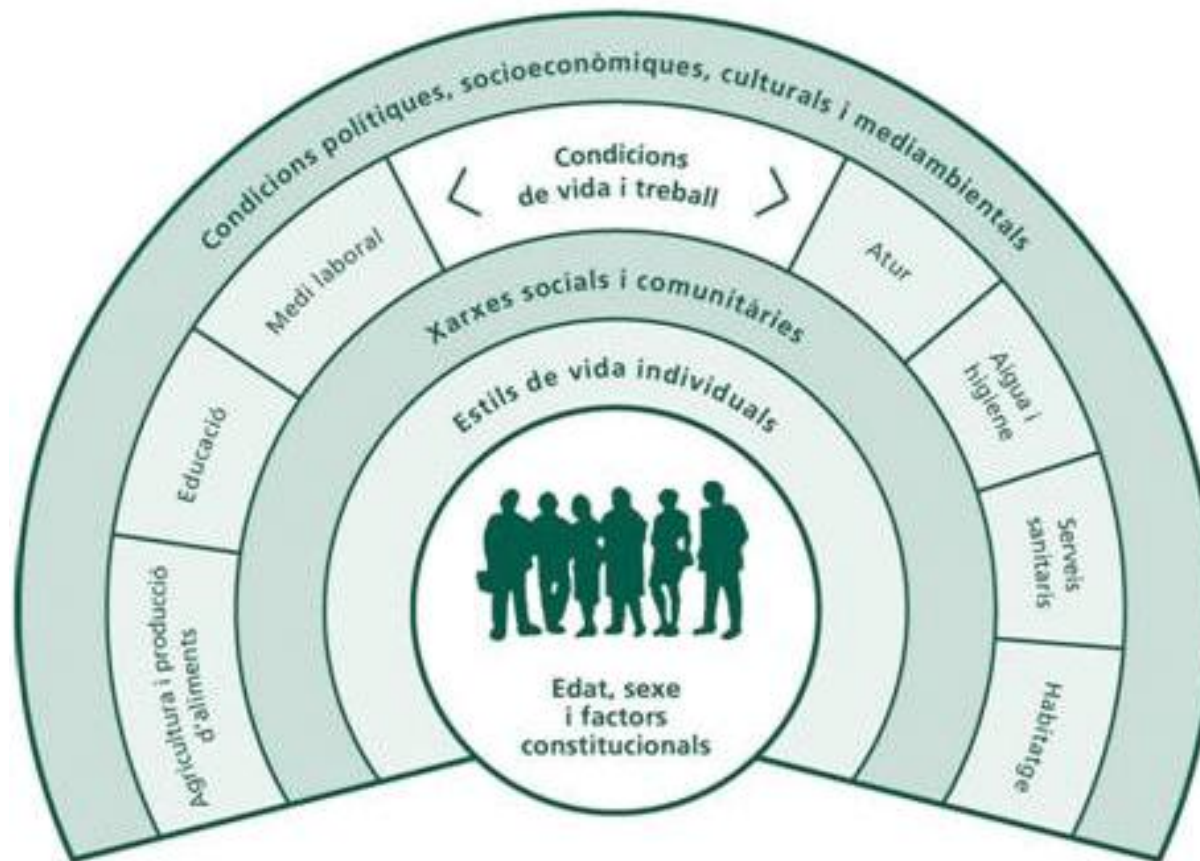 Condicions polítiques, socioeconòmiques, culturals i mediambientals
Condicions
de vida i treball
Medi laboral
Educació
Agricultura i producció
d'aliments
Atur
Aigua i
higiene
Serveis
sanitaris
Habitatge
Xarxes socials i comunitàries
Estils de vida individuals
Edat, sexe
i factors
constitucionals